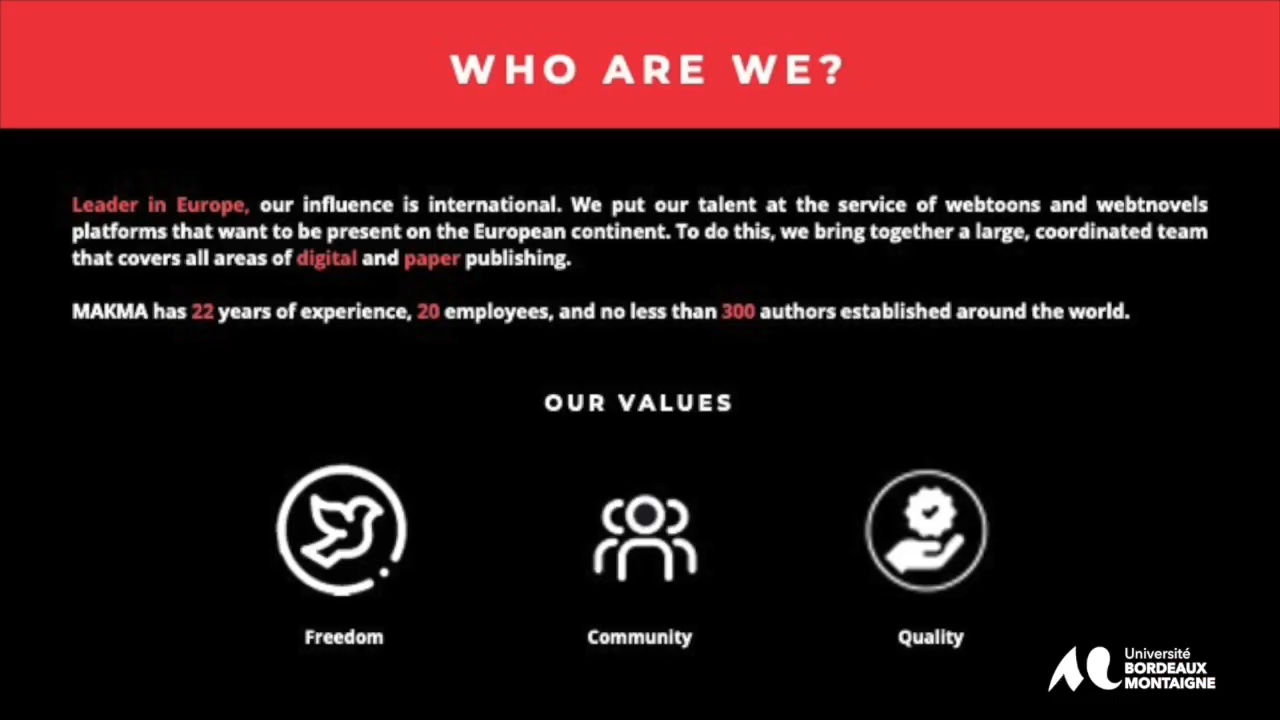 WHO ARE WE?
Leader in Europe, our influence is international. We put our talent at the service of webtoons and webtnovels
platforms that want to be present on the European continent. To do this, we bring together a large, coordinated team
that covers all areas of digital and paper publishing.
MAKMA has 22 years of experience, 20 employees, and no less than 300 authors established around the world.
OUR VALUES
Freedom
Community
Quality
Université
BORDEAUX
MONTAIGNE